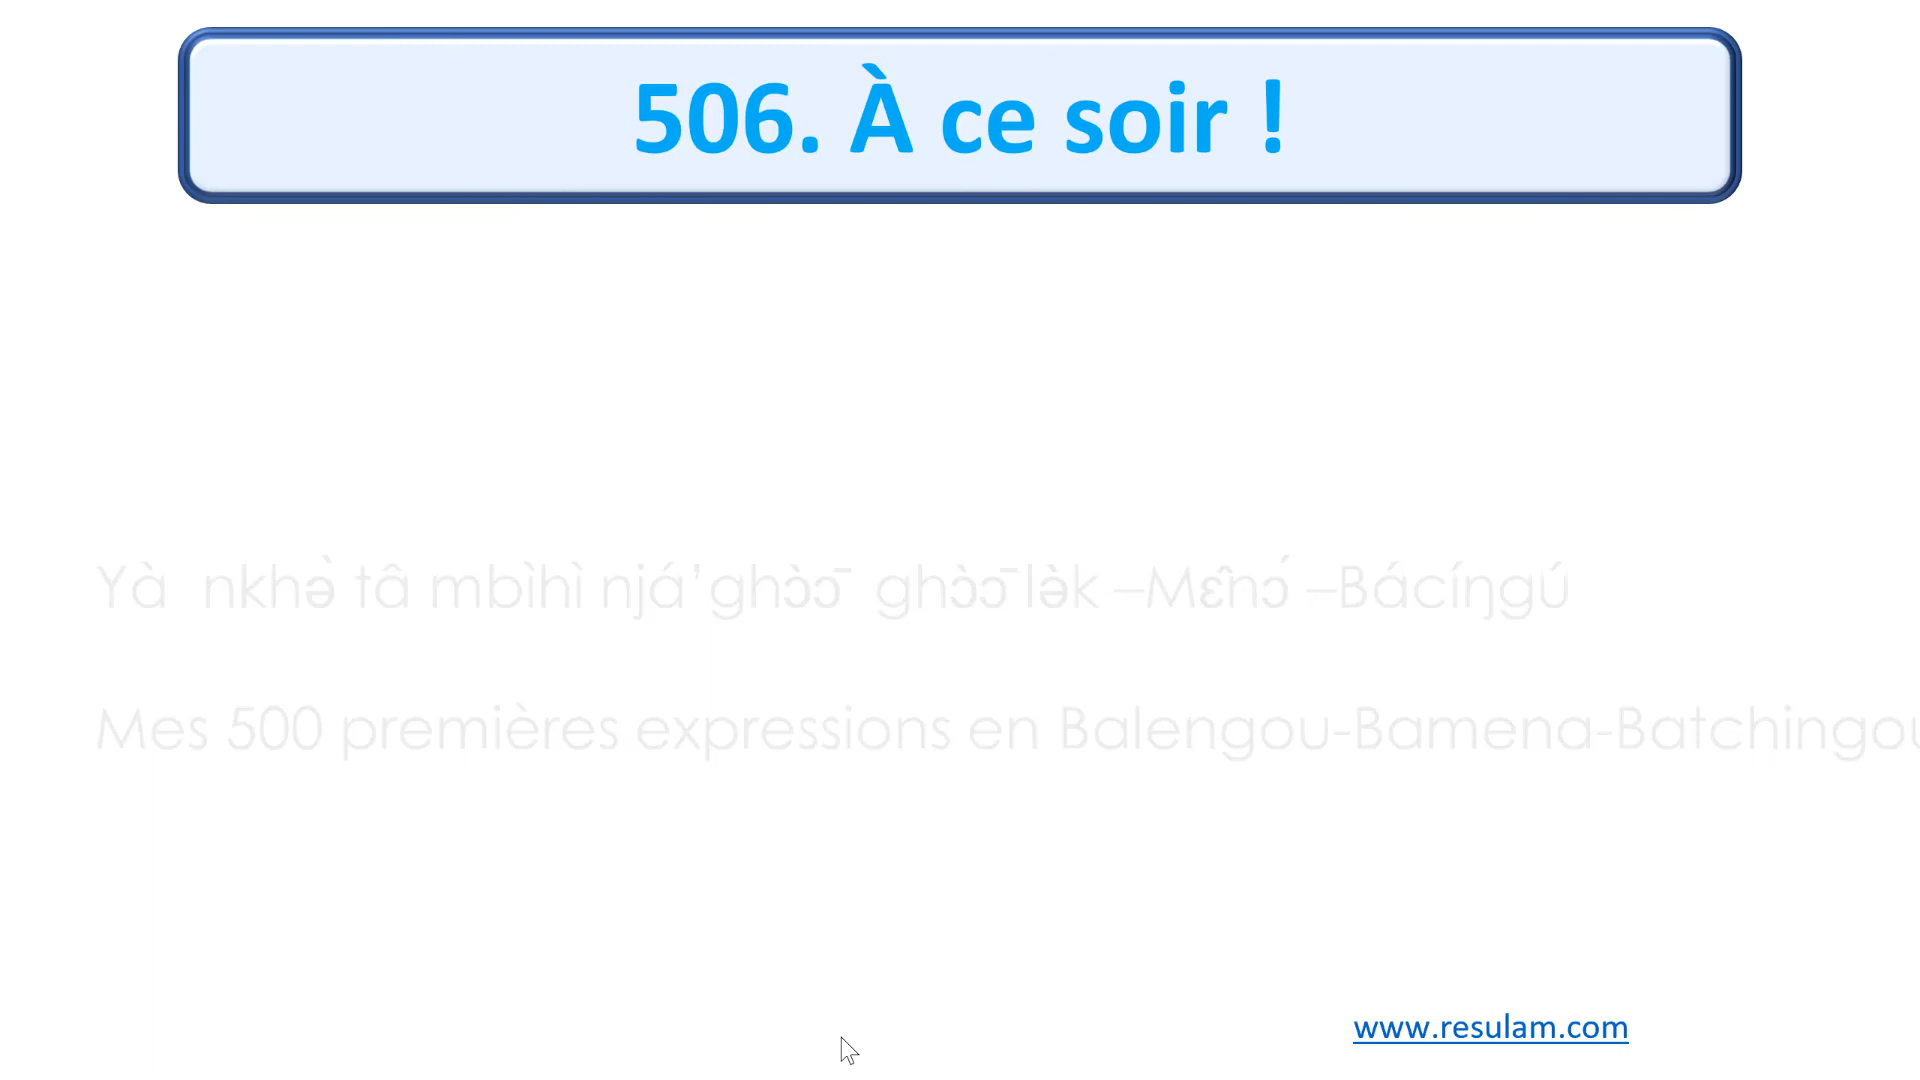 506. À ce soir !
Yà nkhə̀ tâ mbìhì njá’ghɔ̀ɔ̄ ghɔ̀ɔ̄lə̀k –Mɛ̂nɔ́ –Bácíŋgú
Mes 500 premières expressions en Balengou-Bamena-Batchingou
www.resulam.com